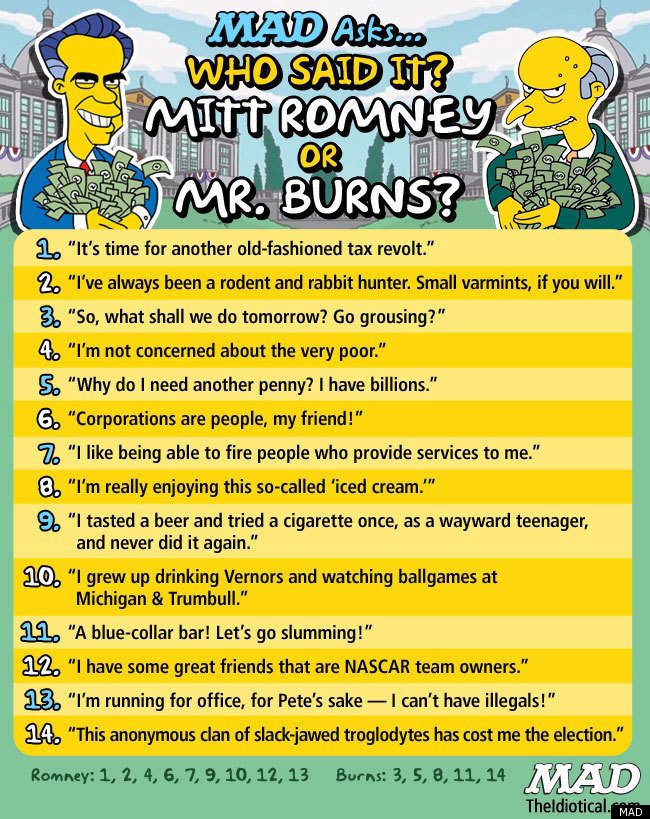 MAD Asks...
WHO SAID IT?
MITT ROMNEY
OR
MR. BURNS?
1. “It’s time for another old-fashioned tax revolt.”
2. “I’ve always been a rodent and rabbit hunter. Small varmints, if you will.”
3. “So, what shall we do tomorrow? Go grousing?”
4. “I’m not concerned about the very poor.”
5. “Why do I need another penny? I have billions.”
6. “Corporations are people, my friend!”
7. “I like being able to fire people who provide services to me.”
8. “I’m really enjoying this so-called ‘iced cream.’”
9. “I tasted a beer and tried a cigarette once, as a wayward teenager,
and never did it again.”
10. “I grew up drinking Vernors and watching ballgames at
Michigan & Trumbull.”
11. “A blue-collar bar! Let’s go slumming!”
12. “I have some great friends that are NASCAR team owners.”
13. “I’m running for office, for Pete’s sake — I can’t have illegals!”
14. “This anonymous clan of slack-jawed troglodytes has cost me the election.”
Romney: 1, 2, 4, 6, 7, 9, 10, 12, 13 Burns: 3, 5, 8, 11, 14
MAD
TheIdiotical.com
MAD